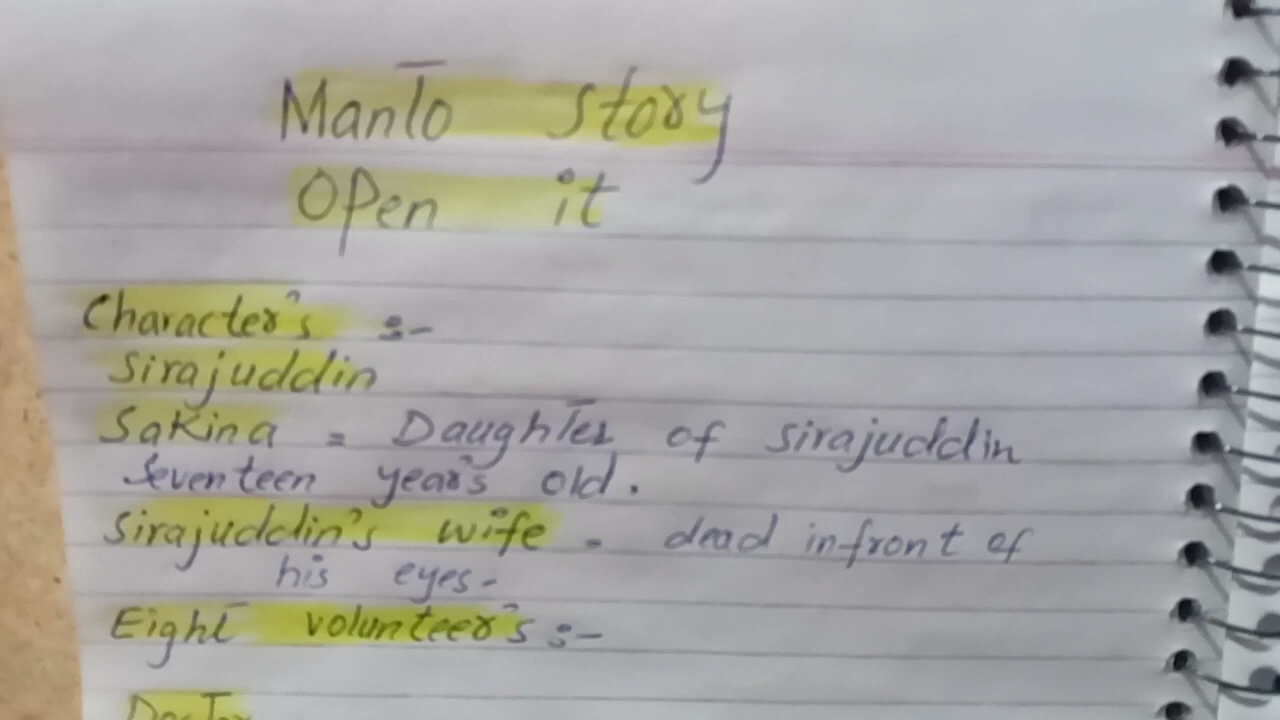 Manto story
Open it
Character's :-
Sirajuddin
Sakina = Daughter of sirajuddin
seventeen year's old.
Sirajuddin's wife = dead infront of
his eyes-
Eight volunteer's :-
Doctor